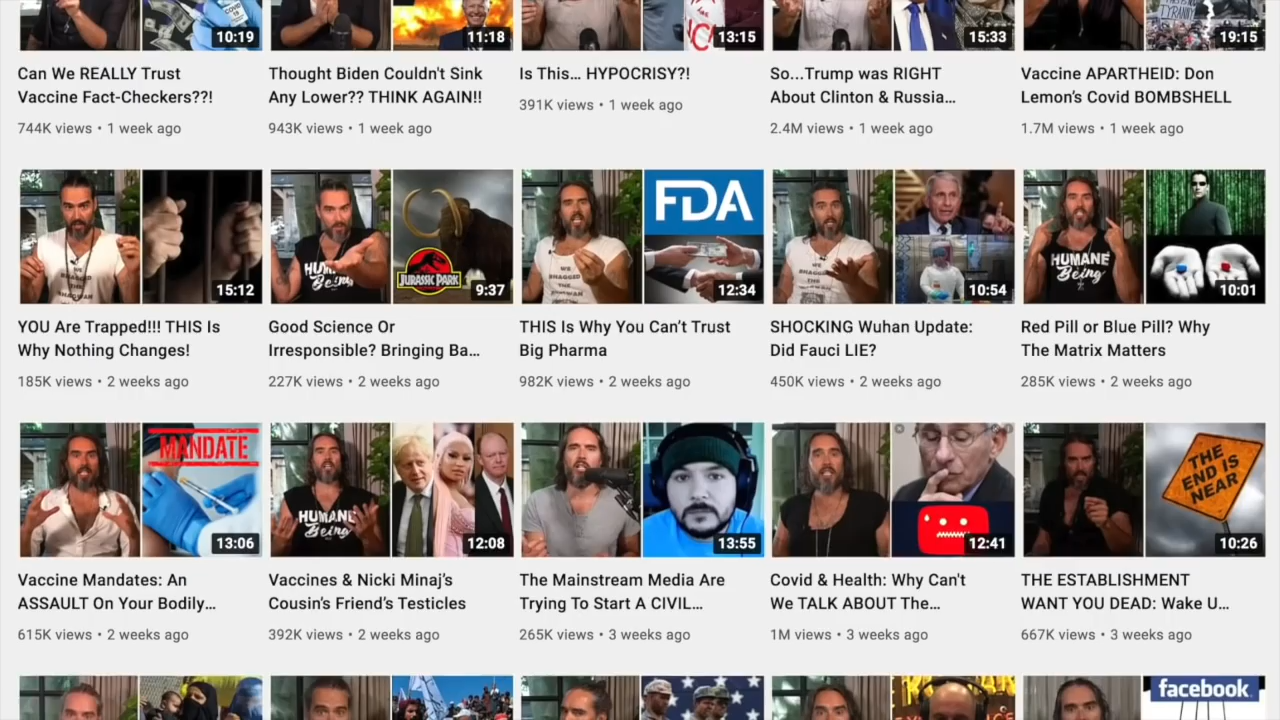 10:19
11:18
13:15
15:33
19:15
Can We REALLY Trust
Vaccine Fact-Checkers??!
744K views • 1 week ago
Thought Biden Couldn't Sink
Any Lower?? THINK AGAIN!!
943K views • 1 week ago
Is This... HYPOCRISY?!
391K views • 1 week ago
So...Trump was RIGHT
About Clinton & Russia...
2.4M views • 1 week ago
Vaccine APARTHEID: Don
Lemon's Covid BOMBSHELL
1.7M views • 1 week ago
15:12
HUMANE
Being
JURASSIC PARK
9:37
FDA
12:34
10:54
HUMANE
Being
10:01
YOU Are Trapped!!! THIS Is
Why Nothing Changes!
185K views • 2 weeks ago
Good Science Or
Irresponsible? Bringing Ba...
227K views • 2 weeks ago
THIS Is Why You Can't Trust
Big Pharma
982K views • 2 weeks ago
SHOCKING Wuhan Update:
Did Fauci LIE?
450K views • 2 weeks ago
Red Pill or Blue Pill? Why
The Matrix Matters
285K views • 2 weeks ago
MANDATE
13:06
HUMANE
Being
12:08
13:55
12:41
THE
END IS
NEAR
10:26
Vaccine Mandates: An
ASSAULT On Your Bodily...
615K views • 2 weeks ago
Vaccines & Nicki Minaj's
Cousin's Friend's Testicles
392K views • 2 weeks ago
The Mainstream Media Are
Trying To Start A CIVIL...
265K views • 3 weeks ago
Covid & Health: Why Can't
We TALK ABOUT The...
1M views • 3 weeks ago
THE ESTABLISHMENT
WANT YOU DEAD: Wake U...
667K views • 3 weeks ago
facebook